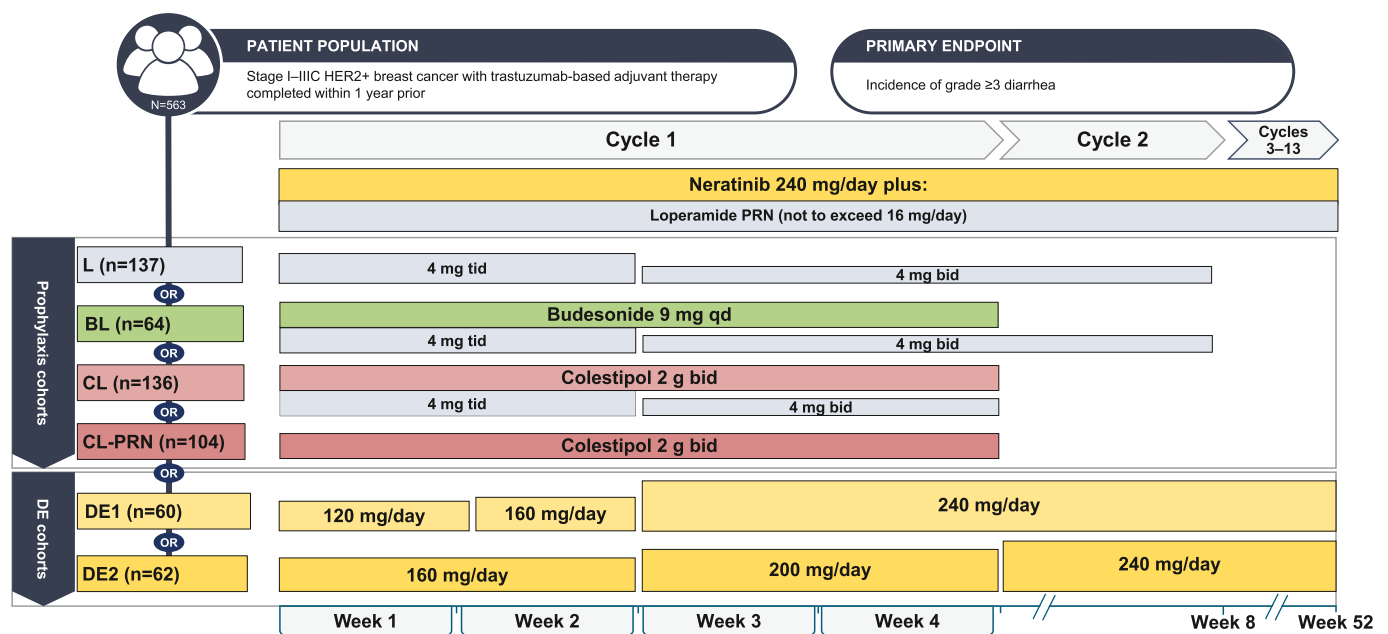 N=563
PATIENT POPULATION
Stage I–IIIC HER2+ breast cancer with trastuzumab-based adjuvant therapy
completed within 1 year prior
PRIMARY ENDPOINT
Incidence of grade ≥3 diarrhea
Cycle 1
Cycle 2
Cycles
3–13
Neratinib 240 mg/day plus:
Loperamide PRN (not to exceed 16 mg/day)
Prophylaxis cohorts
L (n=137)
4 mg tid
4 mg bid
OR
BL (n=64)
Budesonide 9 mg qd
4 mg tid
4 mg bid
OR
CL (n=136)
Colestipol 2 g bid
4 mg tid
4 mg bid
OR
CL-PRN (n=104)
Colestipol 2 g bid
OR
DE cohorts
DE1 (n=60)
120 mg/day
160 mg/day
240 mg/day
OR
DE2 (n=62)
160 mg/day
200 mg/day
240 mg/day
Week 1
Week 2
Week 3
Week 4
Week 8
Week 52